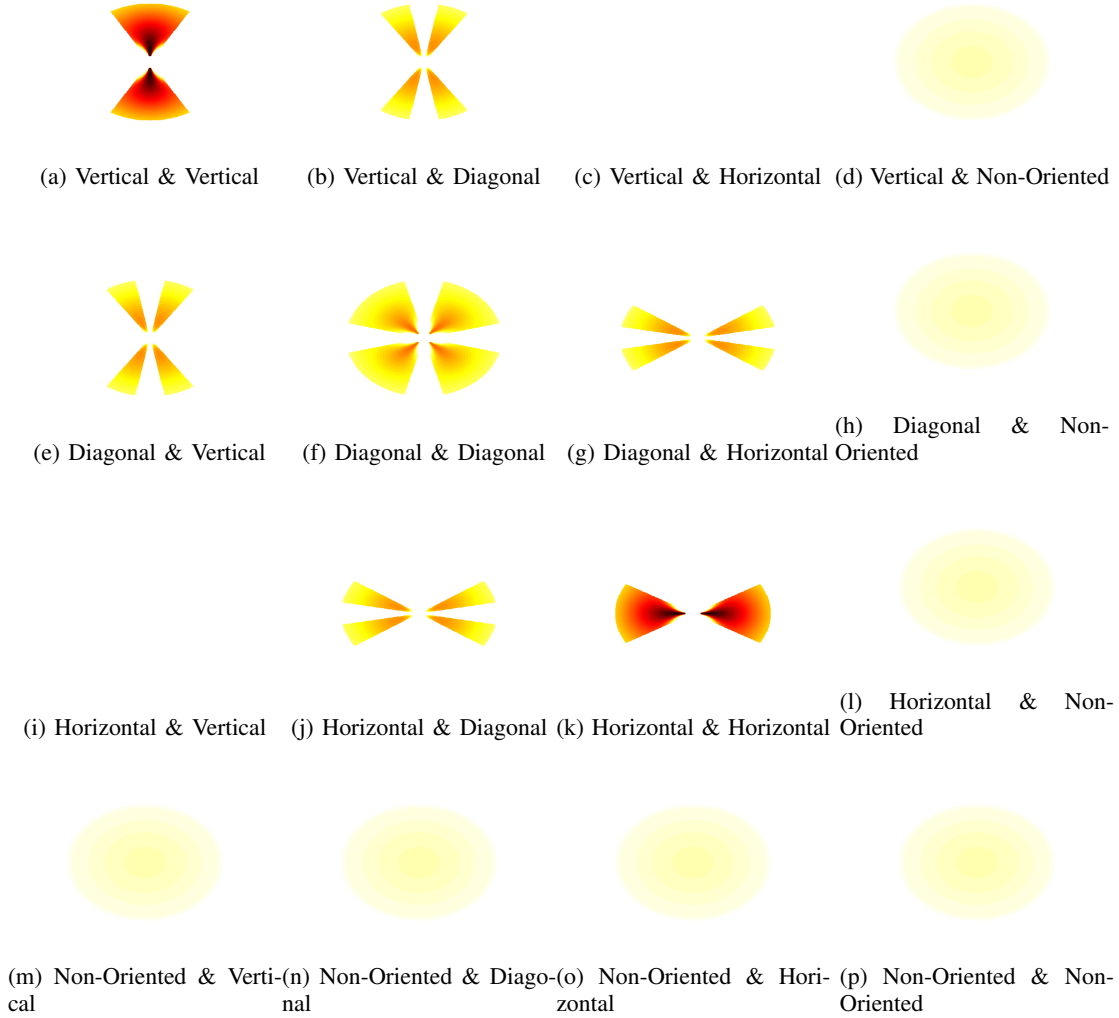 (a) Vertical & Vertical
(b) Vertical & Diagonal
(c) Vertical & Horizontal
(d) Vertical & Non-Oriented
(e) Diagonal & Vertical
(f) Diagonal & Diagonal
(g) Diagonal & Horizontal
(h) Diagonal & Non-
Oriented
(i) Horizontal & Vertical
(j) Horizontal & Diagonal
(k) Horizontal & Horizontal
(l) Horizontal & Non-
Oriented
(m) Non-Oriented & Verti-
cal
(n) Non-Oriented & Diago-
nal
(o) Non-Oriented & Hori-
zontal
(p) Non-Oriented & Non-
Oriented